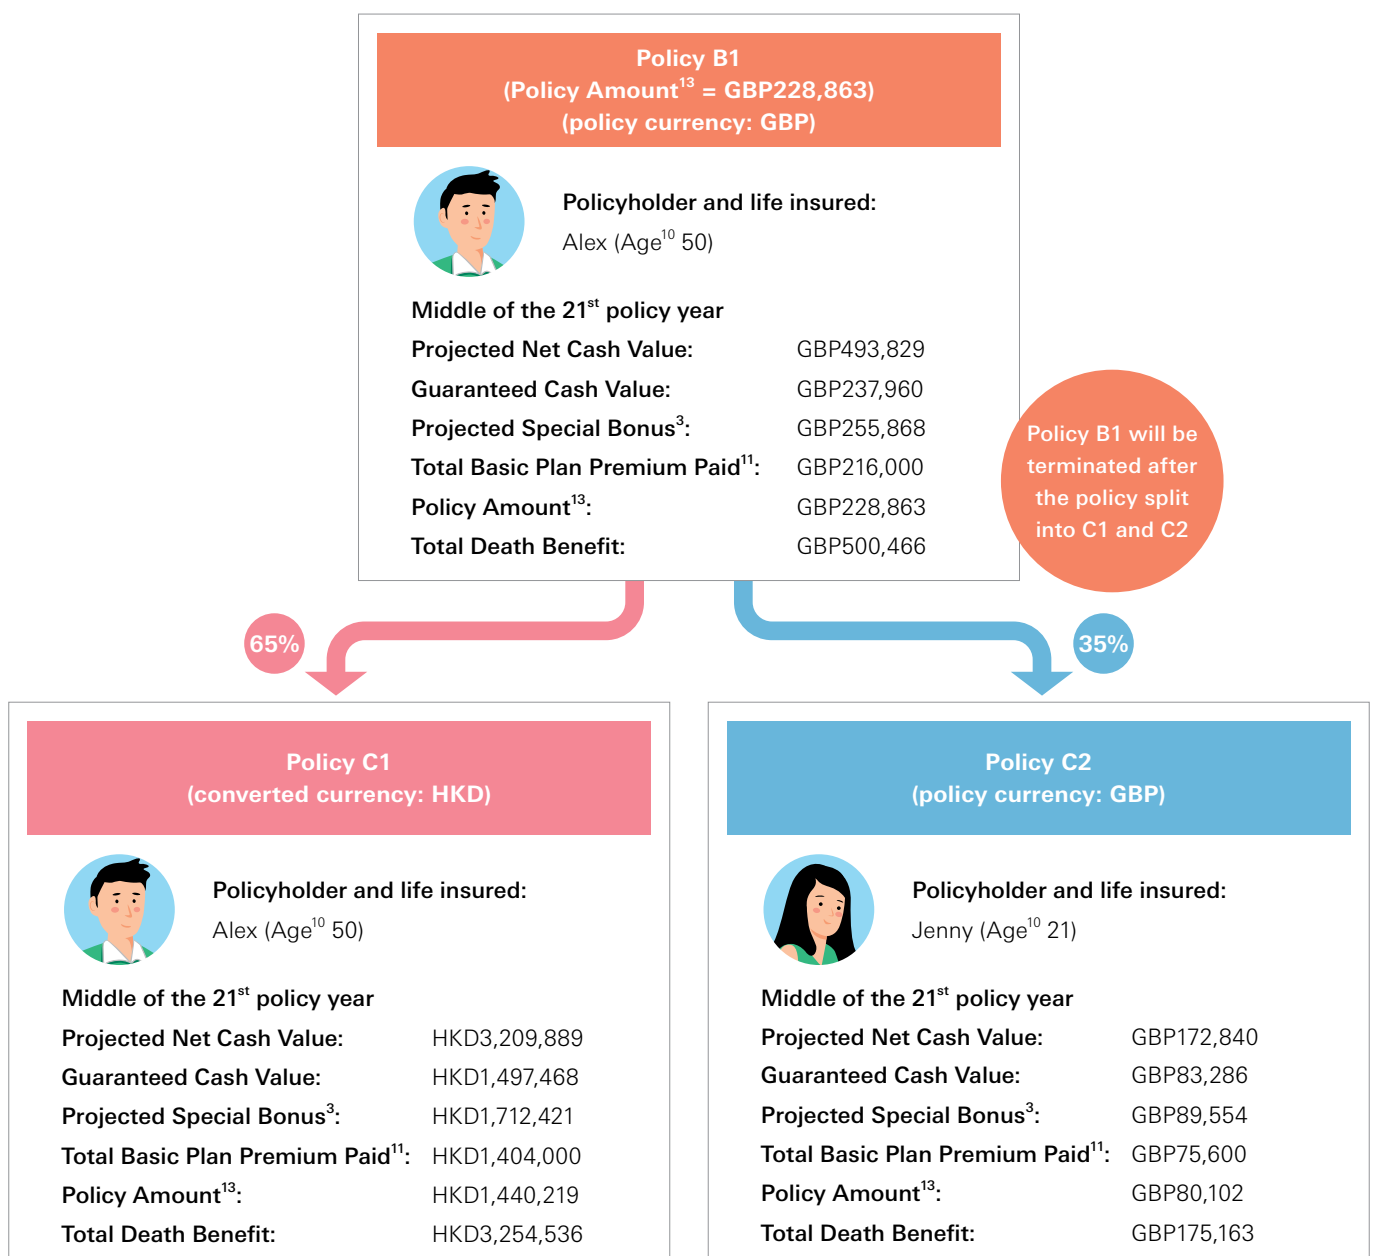 Policy B1
(Policy Amount13 = GBP228,863)
(policy currency: GBP)
Policyholder and life insured:
Alex (Age10 50)
Middle of the 21st policy year
Projected Net Cash Value: GBP493,829
Guaranteed Cash Value: GBP237,960
Projected Special Bonus3: GBP255,868
Total Basic Plan Premium Paid11: GBP216,000
Policy Amount13: GBP228,863
Total Death Benefit: GBP500,466
Policy B1 will be
terminated after
the policy split
into C1 and C2
65%
35%
Policy C1
(converted currency: HKD)
Policyholder and life insured:
Alex (Age10 50)
Middle of the 21st policy year
Projected Net Cash Value: HKD3,209,889
Guaranteed Cash Value: HKD1,497,468
Projected Special Bonus3: HKD1,712,421
Total Basic Plan Premium Paid11: HKD1,404,000
Policy Amount13: HKD1,440,219
Total Death Benefit: HKD3,254,536
Policy C2
(policy currency: GBP)
Policyholder and life insured:
Jenny (Age10 21)
Middle of the 21st policy year
Projected Net Cash Value: GBP172,840
Guaranteed Cash Value: GBP83,286
Projected Special Bonus3: GBP89,554
Total Basic Plan Premium Paid11: GBP75,600
Policy Amount13: GBP80,102
Total Death Benefit: GBP175,163